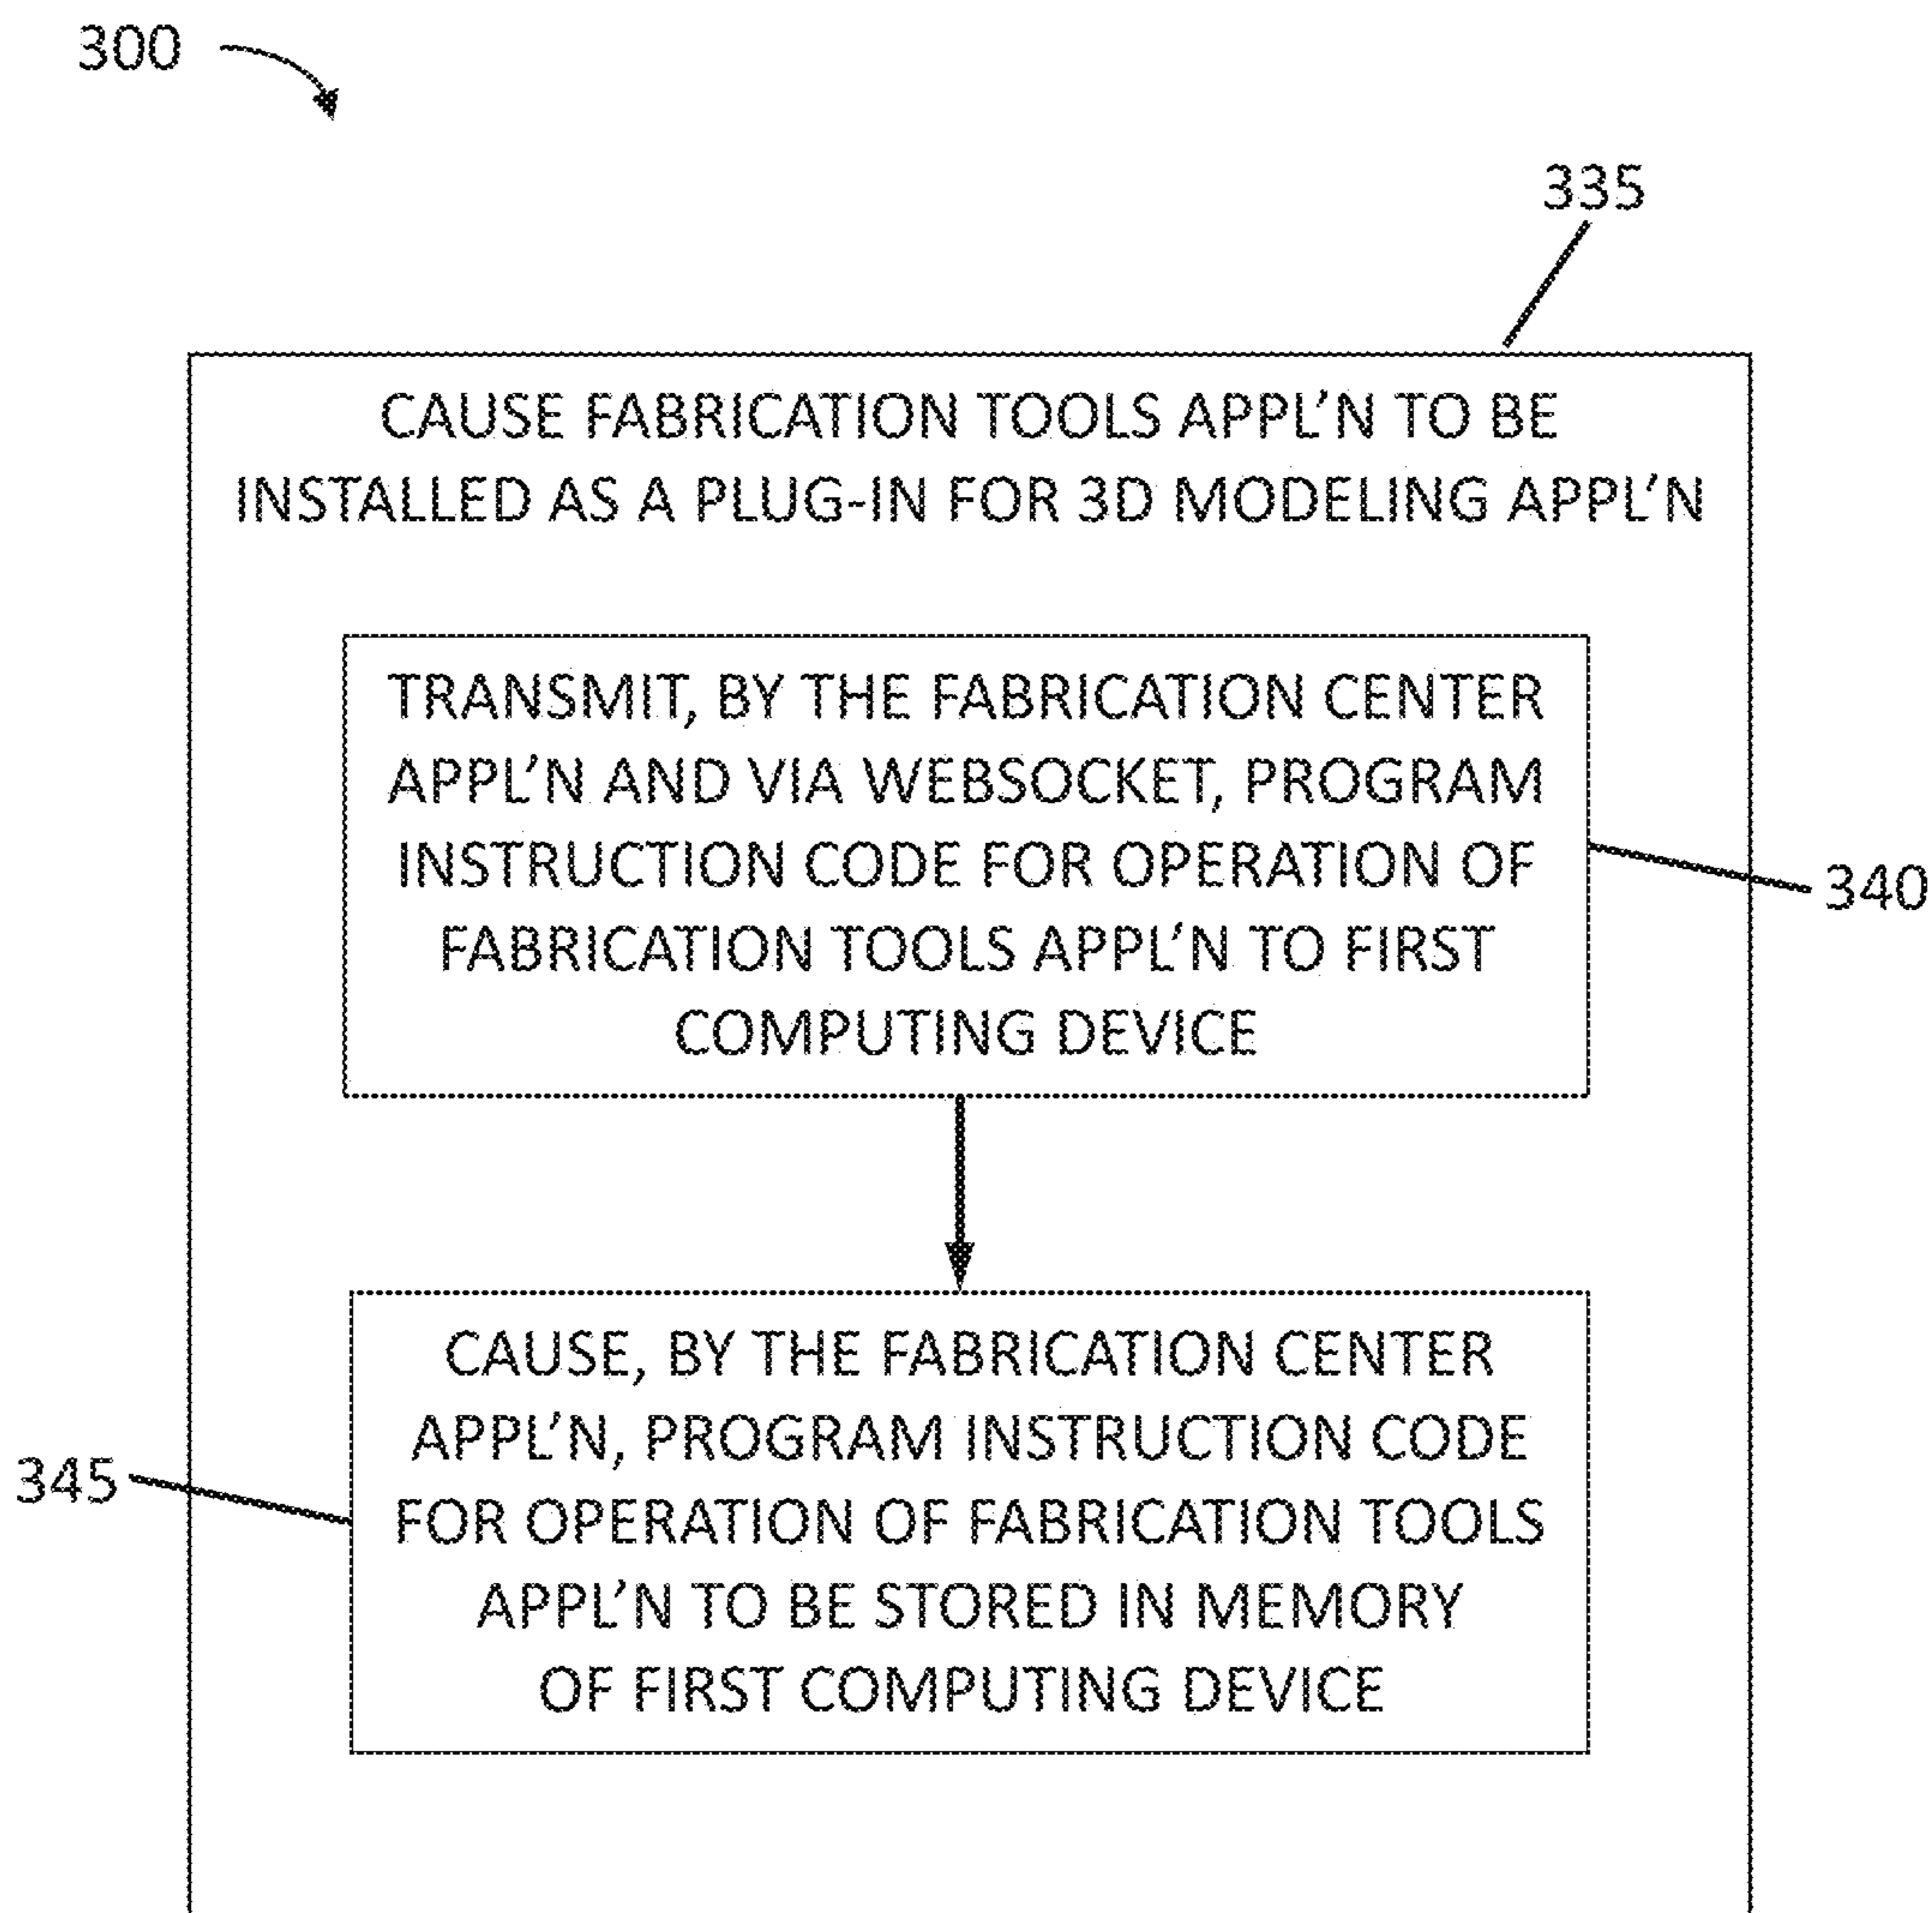 300
335
CAUSE FABRICATION TOOLS APPL'N TO BE
INSTALLED AS A PLUG-IN FOR 3D MODELING APPL'N
TRANSMIT, BY THE FABRICATION CENTER
APPL'N AND VIA WEBSOCKET, PROGRAM
INSTRUCTION CODE FOR OPERATION OF
FABRICATION TOOLS APPL'N TO FIRST
COMPUTING DEVICE
340
CAUSE, BY THE FABRICATION CENTER
APPL'N, PROGRAM INSTRUCTION CODE
FOR OPERATION OF FABRICATION TOOLS
APPL'N TO BE STORED IN MEMORY
OF FIRST COMPUTING DEVICE
345